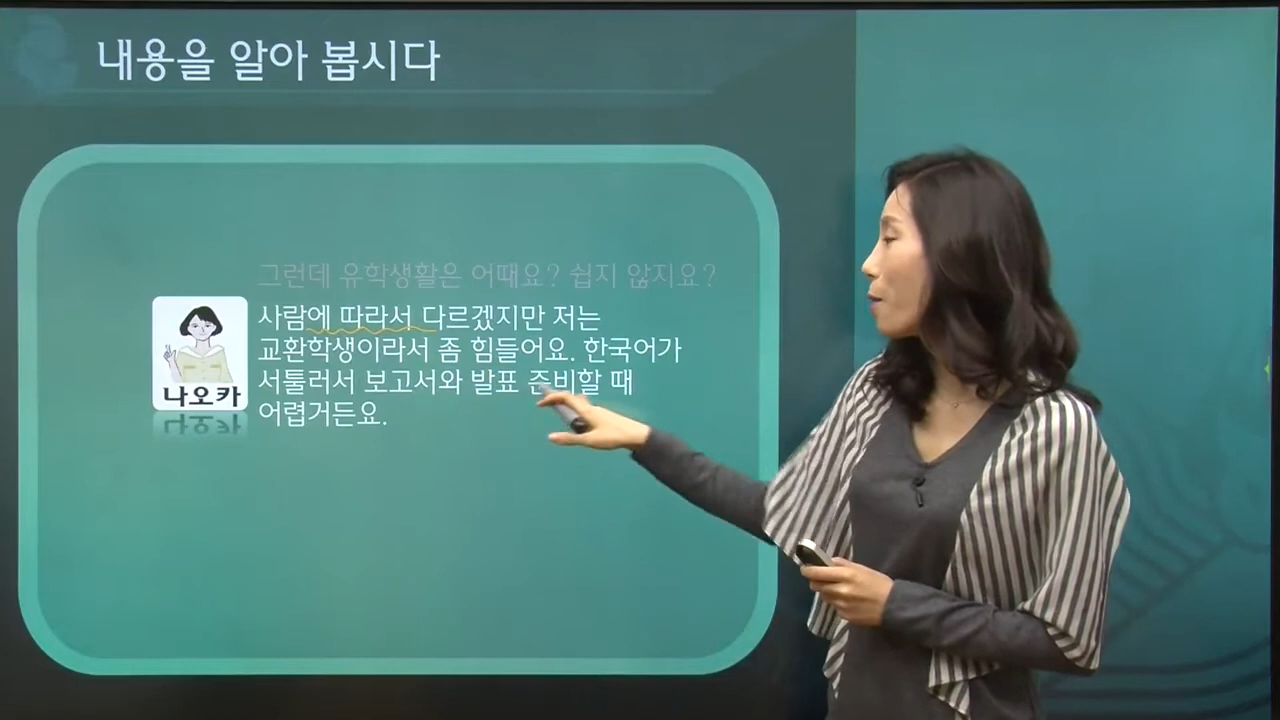 내용을 알아 봅시다
그런데 유학생활은 어때요? 쉽지 않지요?
사람에 따라서 다르겠지만 저는
교환학생이라서 좀 힘들어요. 한국어가
서툴러서 보고서와 발표 준비할 때
어렵거든요.
나오카